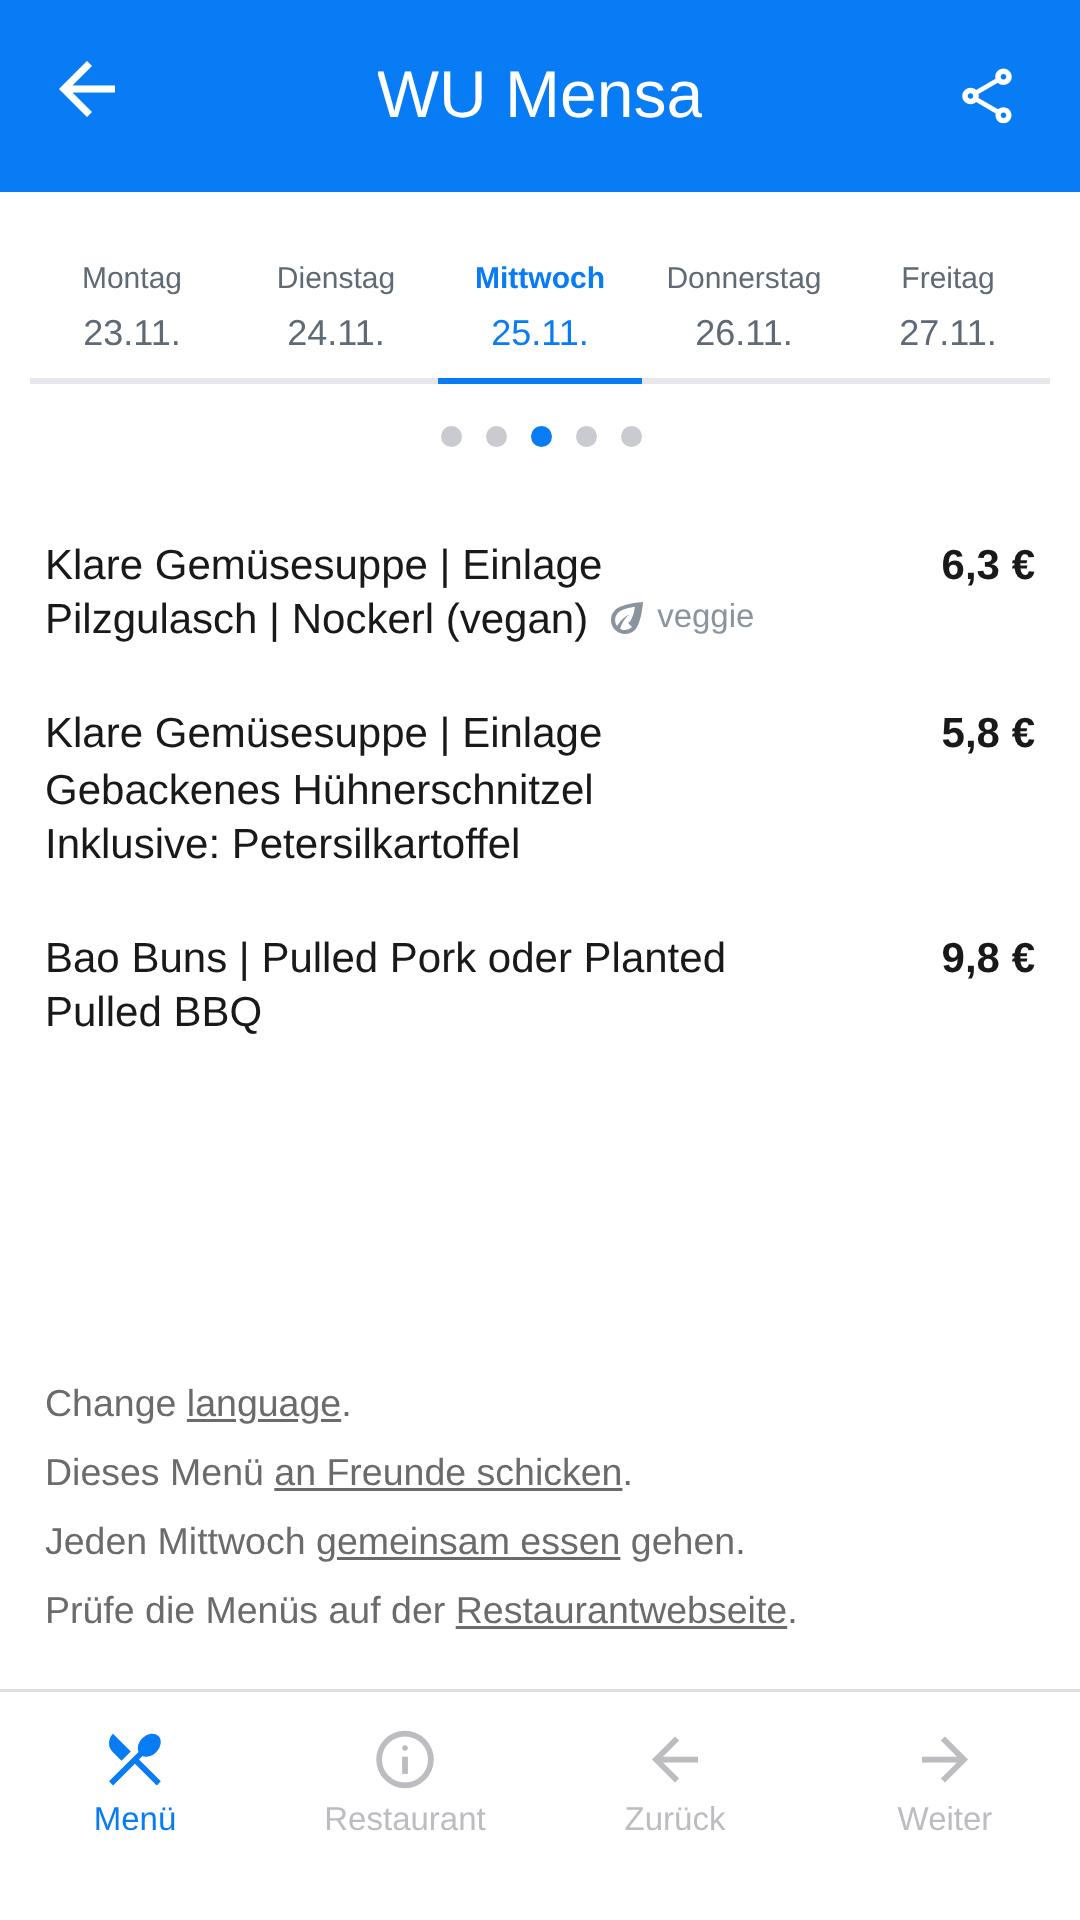 WU Mensa
Montag Dienstag Mittwoch Donnerstag Freitag
23.11. 24.11. 25.11. 26.11. 27.11.
Klare Gemüsesuppe | Einlage 6,3 €
Pilzgulasch | Nockerl (vegan) veggie
Klare Gemüsesuppe | Einlage 5,8 €
Gebackenes Hühnerschnitzel
Inklusive: Petersilkartoffel
Bao Buns | Pulled Pork oder Planted 9,8 €
Pulled BBQ
Change language.
Dieses Menü an Freunde schicken.
Jeden Mittwoch gemeinsam essen gehen.
Prüfe die Menüs auf der Restaurantwebseite.
Menü Restaurant Zurück Weiter